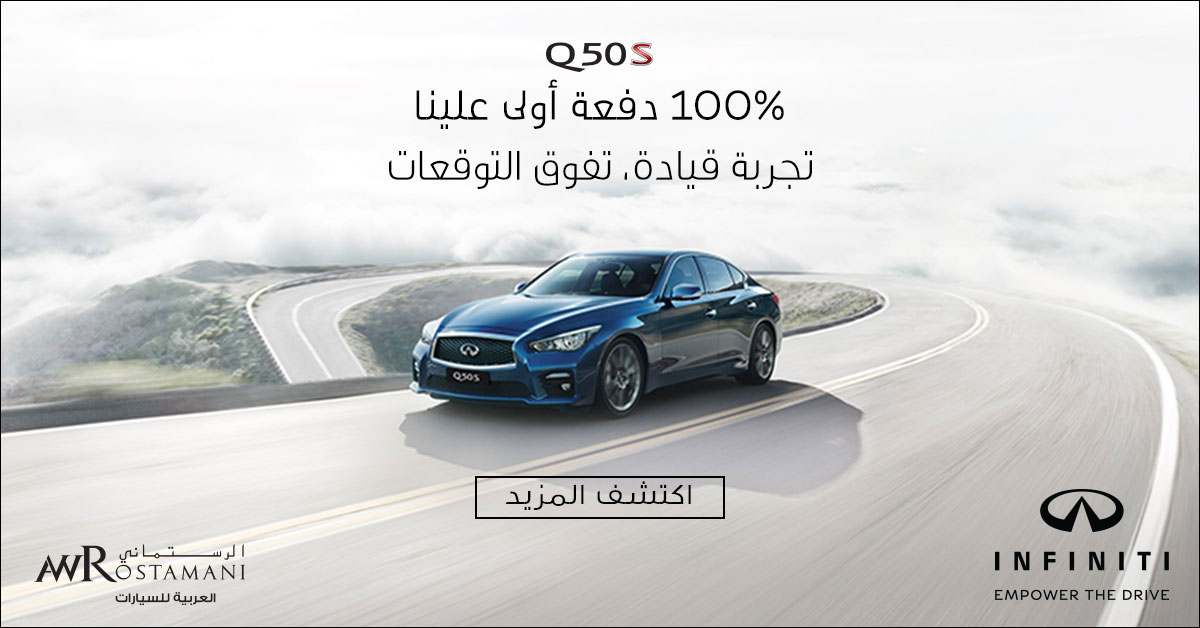 Q50S
100% دفعة أولى علينا
تجربة قيادة، تفوق التوقعات
Q50S
اكتشف المزيد
الرستماني
AWROSTAMANI
العربية للسيارات
INFINITI
EMPOWER THE DRIVE